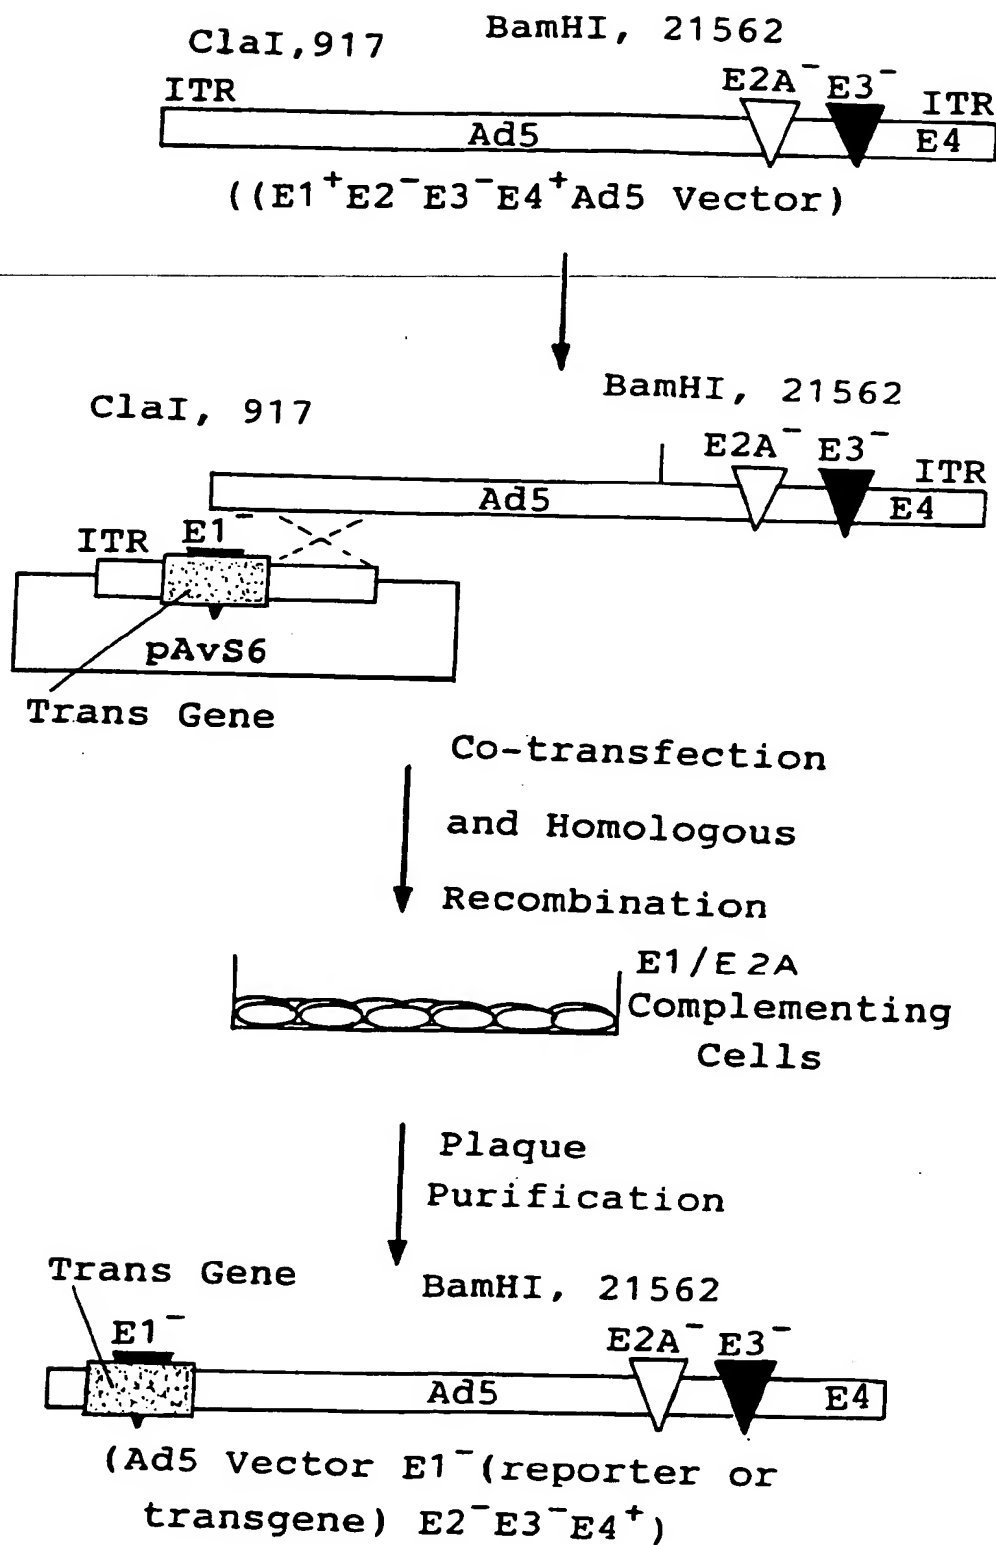 ClaI,917
BamHI, 21562
ITR
E2A⁻
E3⁻
ITR
Ad5
E4
((E1⁺E2⁻E3⁻E4⁺Ad5 Vector)
BamHI, 21562
ClaI, 917
E2A⁻
E3⁻
ITR
Ad5
E4
ITR
E1⁻
pAvS6
Trans Gene
Co-transfection
and Homologous
Recombination
E1/E2A
Complementing
Cells
Plaque
Purification
Trans Gene
BamHI, 21562
E1⁻
E2A⁻
E3⁻
Ad5
E4
(Ad5 Vector E1⁻(reporter or
transgene) E2⁻E3⁻E4⁺)